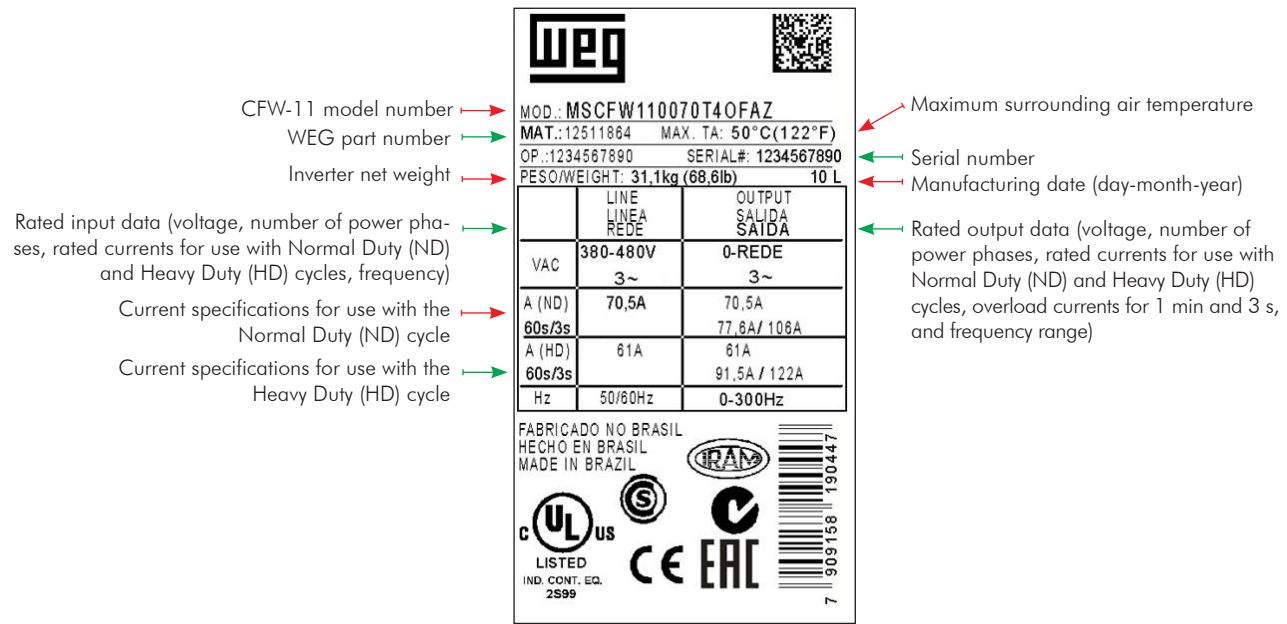 weg
CFW-11 model number
WEG part number
Inverter net weight
Rated input data (voltage, number of power pha-
ses, rated currents for use with Normal Duty (ND)
and Heavy Duty (HD) cycles, frequency)
Current specifications for use with the
Normal Duty (ND) cycle
Current specifications for use with the
Heavy Duty (HD) cycle
MOD.: MSCFW110070T4OFAZ
MAT.:12511864 MAX. TA: 50°C(122°F)
OP.:1234567890 SERIAL#: 1234567890
PESO/WEIGHT: 31,1kg (68,6lb) 10 L
LINE OUTPUT
LINEA SALIDA
REDE SAIDA
VAC 380-480V 0-REDE
3~ 3~
A (ND) 70,5A 70,5A
60s/3s 77,6A/ 106A
A (HD) 61A 61A
60s/3s 91,5A / 122A
Hz 50/60Hz 0-300Hz
FABRICADO NO BRASIL
HECHO EN BRASIL
MADE IN BRAZIL
IRAM
S
C UL US
LISTED
IND. CONT. EQ.
2S99
CE EAC
7 909158 190447
Maximum surrounding air temperature
Serial number
Manufacturing date (day-month-year)
Rated output data (voltage, number of
power phases, rated currents for use with
Normal Duty (ND) and Heavy Duty (HD)
cycles, overload currents for 1 min and 3 s,
and frequency range)